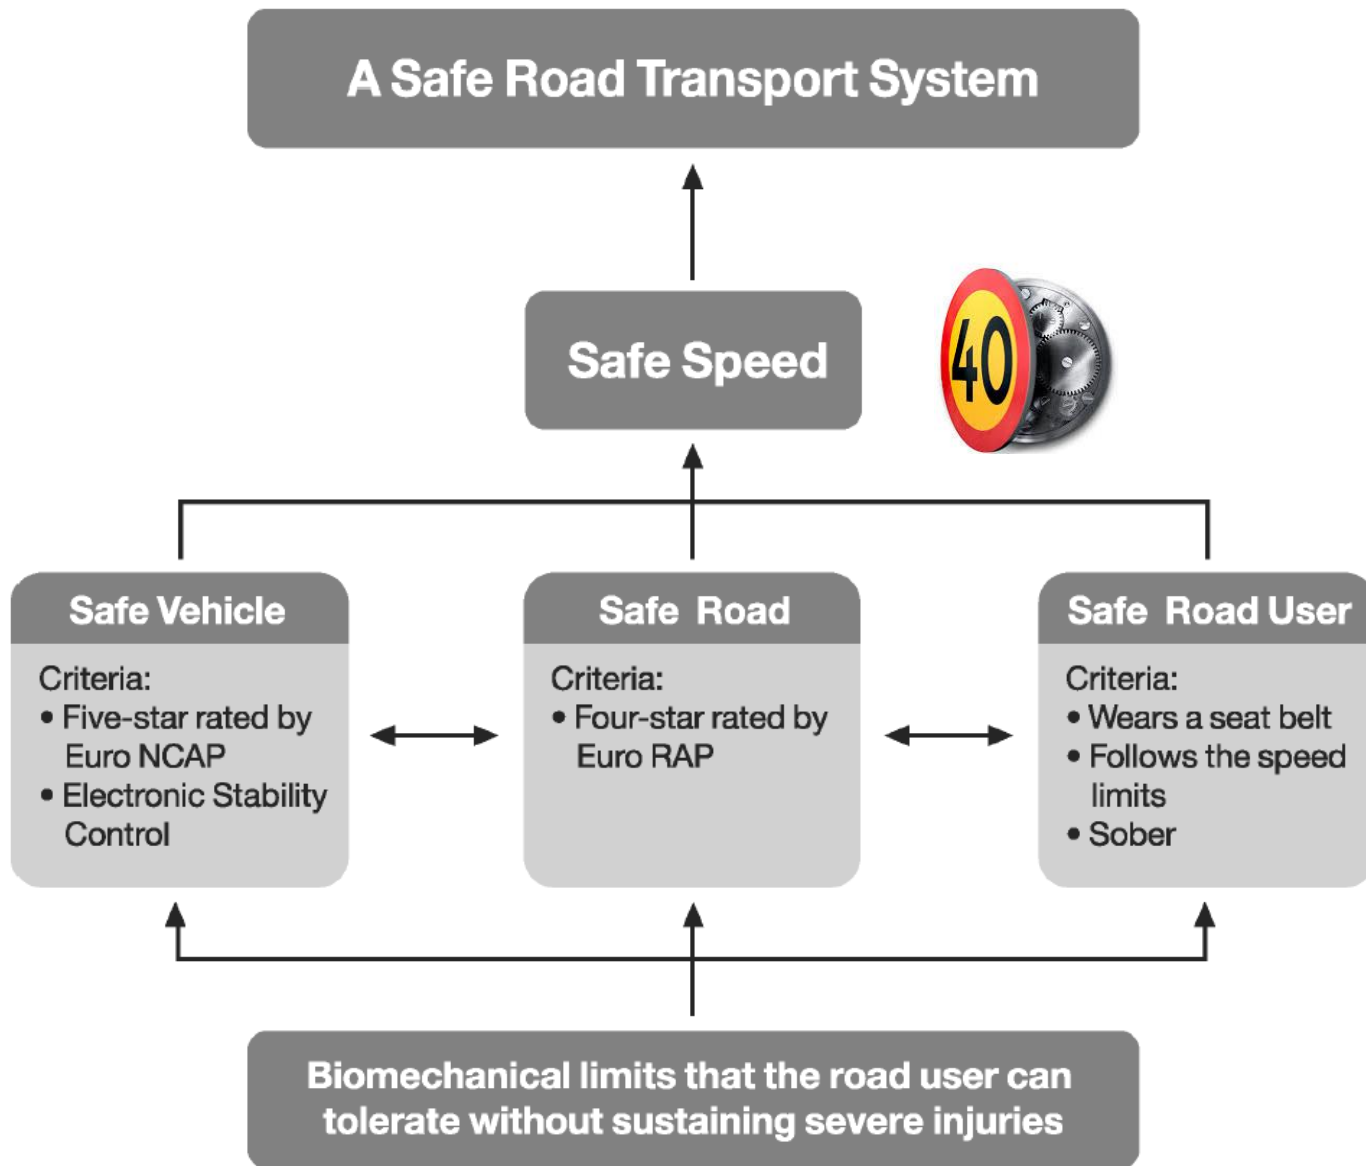 A Safe Road Transport System
Safe Speed
40
Safe Vehicle
Criteria:
• Five-star rated by
Euro NCAP
• Electronic Stability
Control
Safe Road
Criteria:
• Four-star rated by
Euro RAP
Safe Road User
Criteria:
• Wears a seat belt
• Follows the speed
limits
• Sober
Biomechanical limits that the road user can
tolerate without sustaining severe injuries